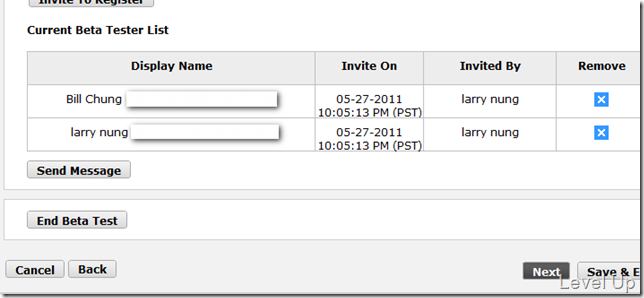 Invite To Register
Current Beta Tester List
Display Name Invite On Invited By Remove
Bill Chung 05-27-2011 10:05:13 PM (PST) larry nung
larry nung 05-27-2011 10:05:13 PM (PST) larry nung
Send Message
End Beta Test
Cancel Back Next Save & E
Level Up